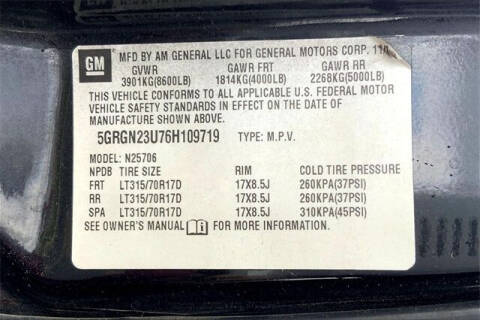 GM
MFD BY AM GENERAL LLC FOR GENERAL MOTORS CORP.
GVWR GAWR FRT GAWR RR
3901KG(8600LB) 1814KG(4000LB) 2268KG(5000LB)
THIS VEHICLE CONFORMS TO ALL APPLICABLE U.S. FEDERAL MOTOR
VEHICLE SAFETY STANDARDS IN EFFECT ON THE DATE OF
MANUFACTURE SHOWN ABOVE.
5GRGN23U76H109719 TYPE: M.P.V.
MODEL: N25706
NPDB TIRE SIZE RIM COLD TIRE PRESSURE
FRT LT315/70R17D 17X8.5J 260KPA(37PSI)
RR LT315/70R17D 17X8.5J 260KPA(37PSI)
SPA LT315/70R17D 17X8.5J 310KPA(45PSI)
SEE OWNER'S MANUAL FOR MORE INFORMATION.